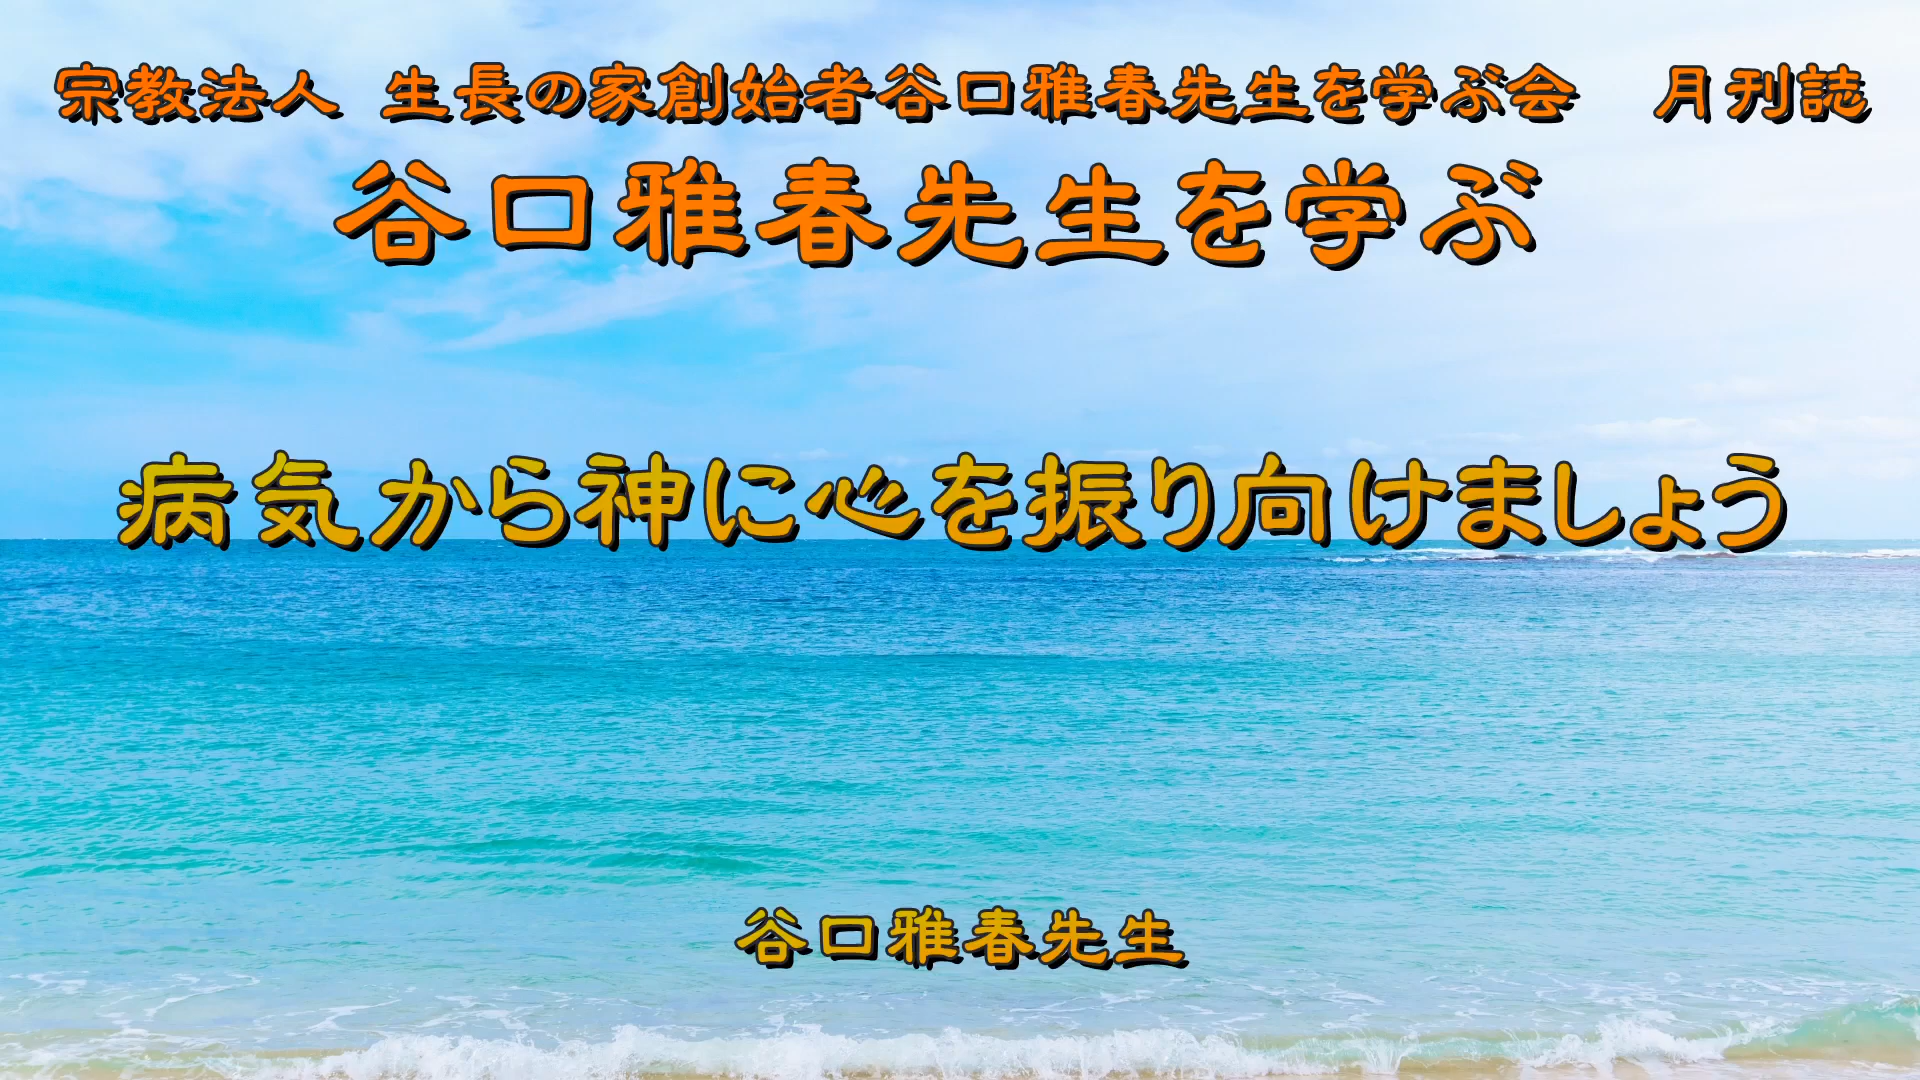 宗教法人 生長の家創始者谷口雅春先生を学ぶ会　月刊誌
谷口雅春先生を学ぶ
病気から神に心を振り向けましょう
谷口雅春先生